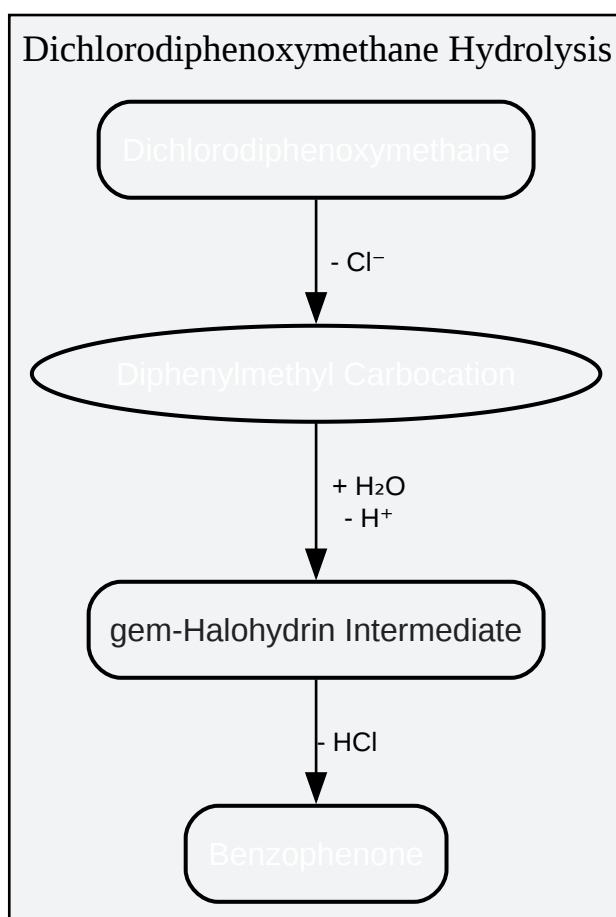 Dichlorodiphenoxymethane Hydrolysis
Dichlorodiphenoxymethane
- Cl⁻
Diphenylmethyl Carbocation
+ H₂O
- H⁺
gem-Halohydrin Intermediate
- HCl
Benzophenone